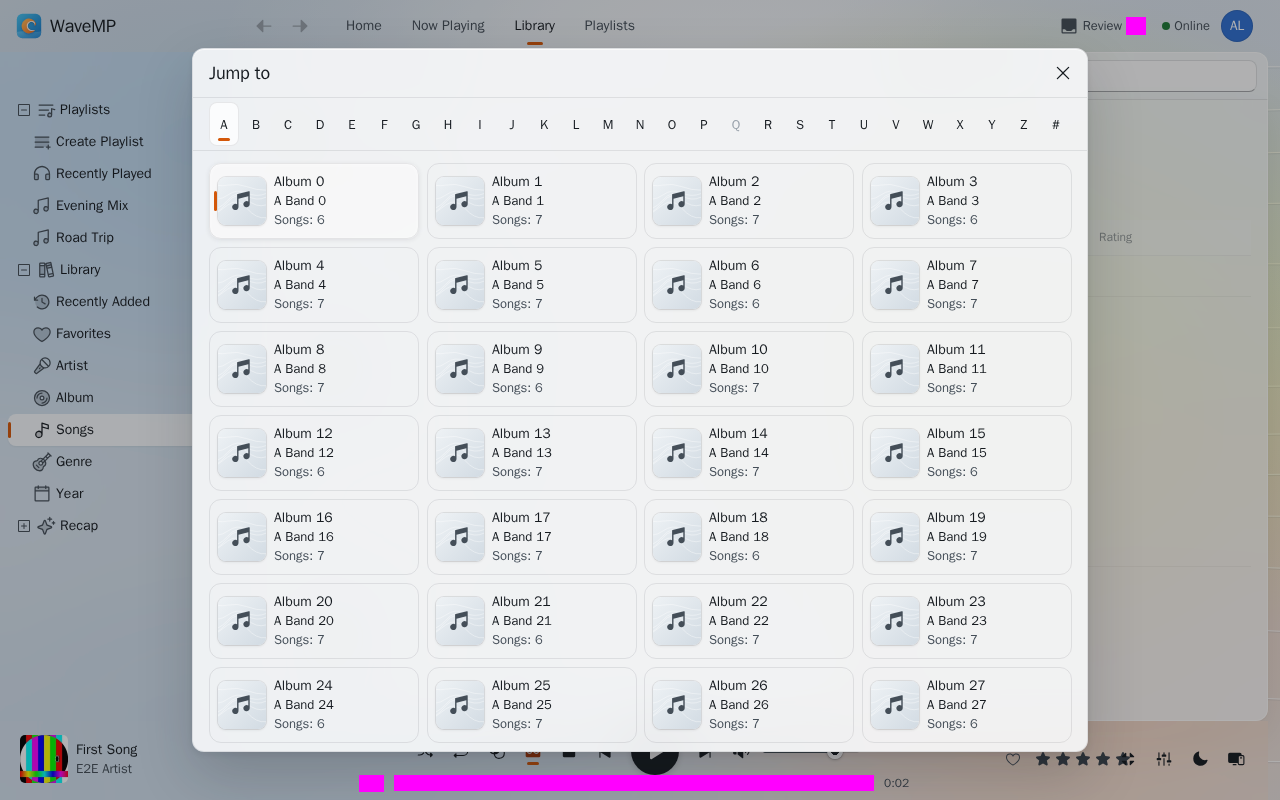 WaveMP
Home
Now Playing
Library
Playlists
Review
Online
AL
Jump to
A B C D E F G H I J K L M N O P Q R S T U V W X Y Z #
Playlists
Create Playlist
Recently Played
Evening Mix
Road Trip
Library
Recently Added
Favorites
Artist
Album
Songs
Genre
Year
Recap
Album 0
A Band 0
Songs: 6
Album 1
A Band 1
Songs: 7
Album 2
A Band 2
Songs: 7
Album 3
A Band 3
Songs: 6
Album 4
A Band 4
Songs: 7
Album 5
A Band 5
Songs: 7
Album 6
A Band 6
Songs: 6
Album 7
A Band 7
Songs: 7
Album 8
A Band 8
Songs: 7
Album 9
A Band 9
Songs: 6
Album 10
A Band 10
Songs: 7
Album 11
A Band 11
Songs: 7
Album 12
A Band 12
Songs: 6
Album 13
A Band 13
Songs: 7
Album 14
A Band 14
Songs: 7
Album 15
A Band 15
Songs: 6
Album 16
A Band 16
Songs: 7
Album 17
A Band 17
Songs: 7
Album 18
A Band 18
Songs: 6
Album 19
A Band 19
Songs: 7
Album 20
A Band 20
Songs: 7
Album 21
A Band 21
Songs: 6
Album 22
A Band 22
Songs: 7
Album 23
A Band 23
Songs: 7
Album 24
A Band 24
Songs: 6
Album 25
A Band 25
Songs: 7
Album 26
A Band 26
Songs: 7
Album 27
A Band 27
Songs: 6
Rating
First Song
E2E Artist
0:02